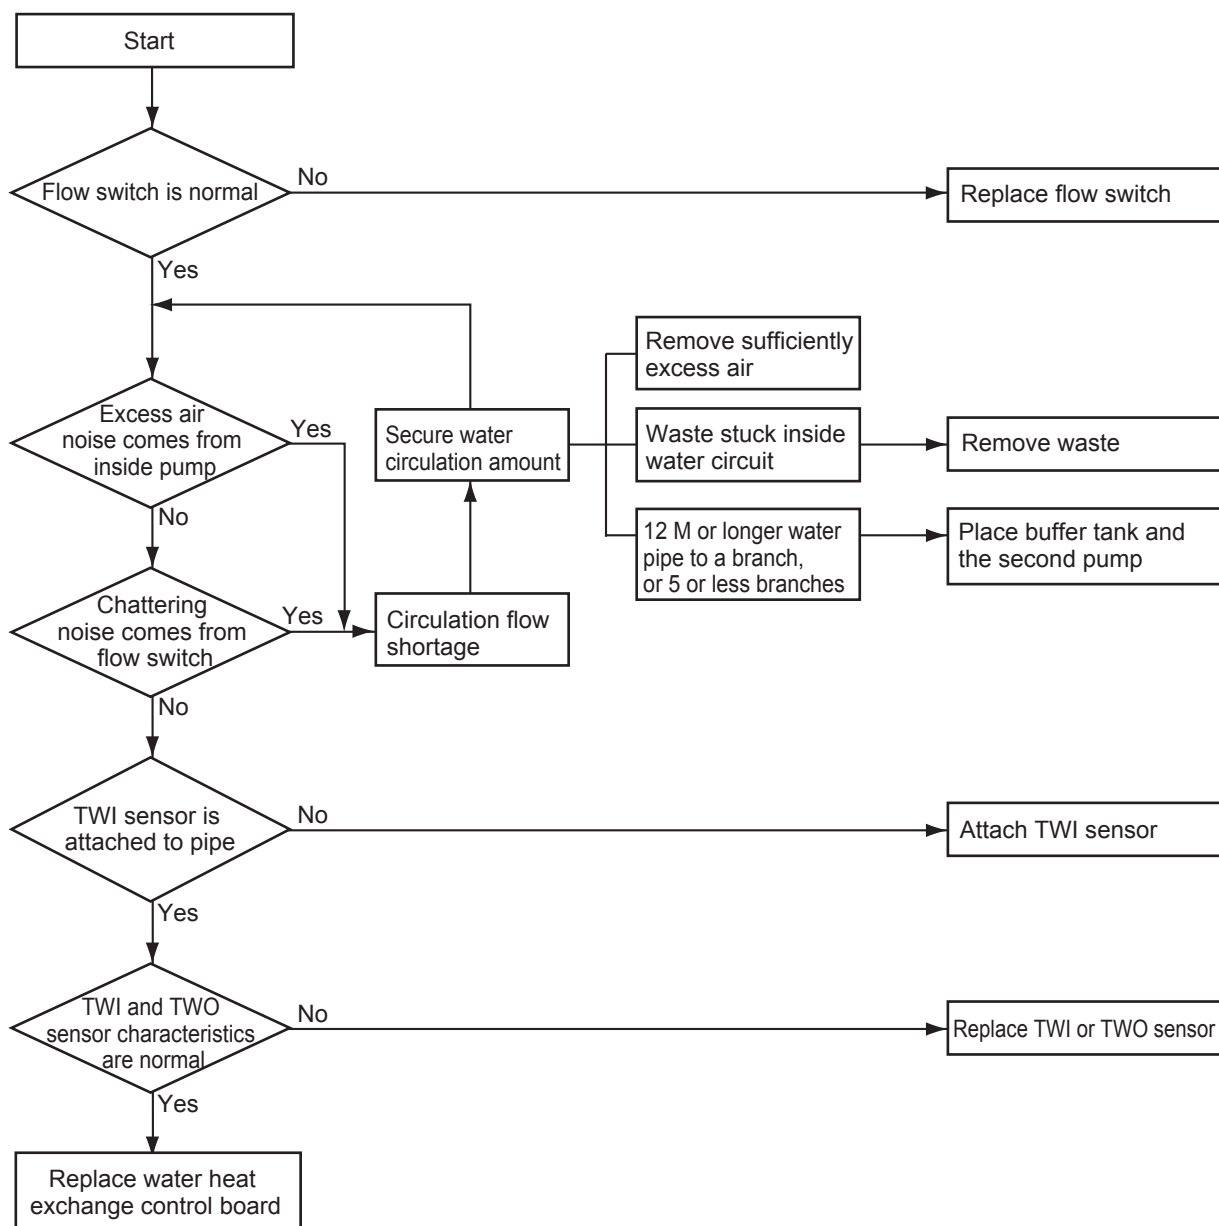 Start
Flow switch is normal
No
Replace flow switch
Yes
Remove sufficiently
excess air
Excess air
noise comes from
inside pump
Yes
Secure water
circulation amount
Waste stuck inside
water circuit
Remove waste
No
12 M or longer water
pipe to a branch,
or 5 or less branches
Place buffer tank and
the second pump
Chattering
noise comes from
flow switch
Yes
Circulation flow
shortage
No
TWI sensor is
attached to pipe
No
Attach TWI sensor
Yes
TWI and TWO
sensor characteristics
are normal
No
Replace TWI or TWO sensor
Yes
Replace water heat
exchange control board